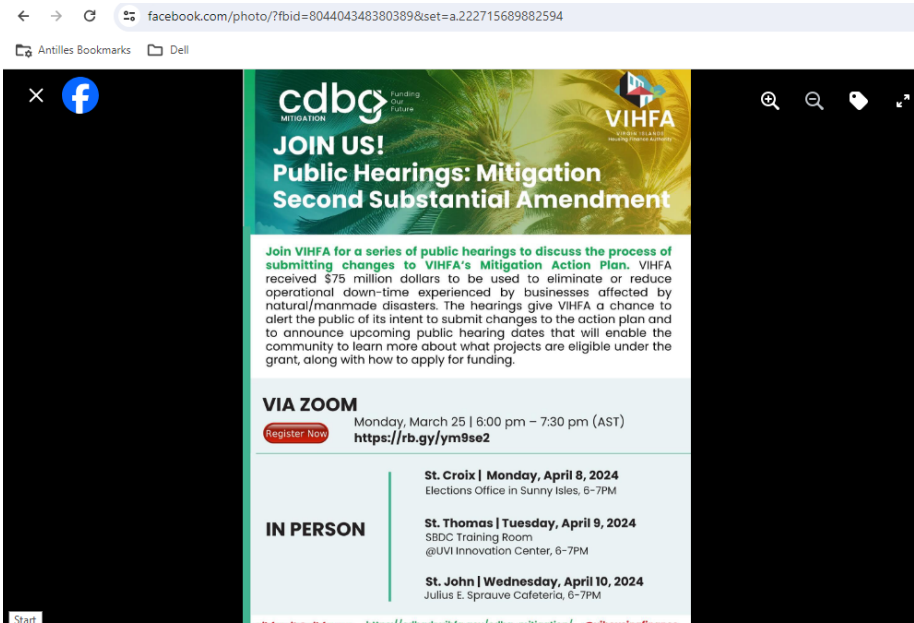 facebook.com/photo/?fbid=804404348380389&set=a.222715689882594
Antilles Bookmarks
Dell
cdbg
MITIGATION
Funding
Our
Future
VIHFA
VIRGIN ISLANDS
Housing Finance Authority
JOIN US!
Public Hearings: Mitigation
Second Substantial Amendment
Join VIHFA for a series of public hearings to discuss the process of
submitting changes to VIHFA's Mitigation Action Plan. VIHFA
received $75 million dollars to be used to eliminate or reduce
operational down-time experienced by businesses affected by
natural/manmade disasters. The hearings give VIHFA a chance to
alert the public of its intent to submit changes to the action plan and
to announce upcoming public hearing dates that will enable the
community to learn more about what projects are eligible under the
grant, along with how to apply for funding.
VIA ZOOM
Register Now
Monday, March 25 | 6:00 pm – 7:30 pm (AST)
https://rb.gy/ym9se2
IN PERSON
St. Croix | Monday, April 8, 2024
Elections Office in Sunny Isles, 6-7PM
St. Thomas | Tuesday, April 9, 2024
SBDC Training Room
@UVI Innovation Center, 6-7PM
St. John | Wednesday, April 10, 2024
Julius E. Sprauve Cafeteria, 6-7PM
Start